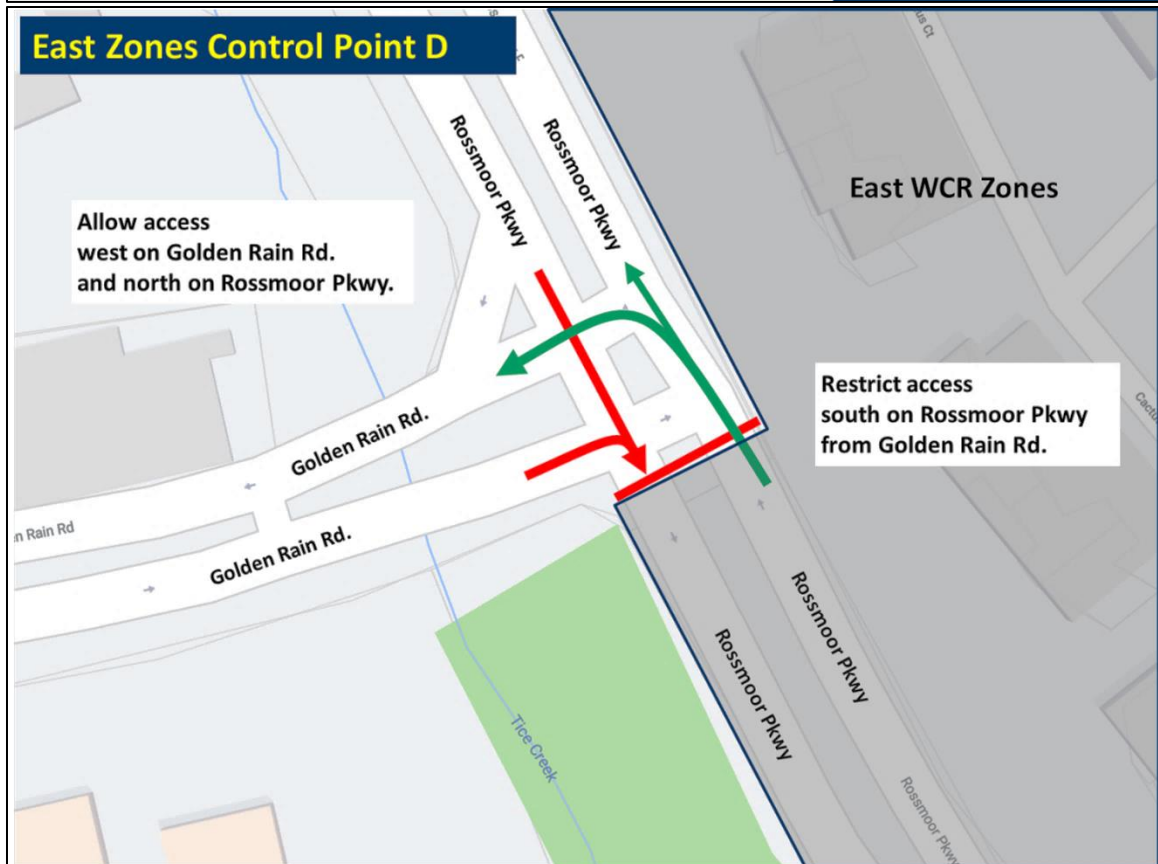 East Zones Control Point D
Rossmoor Pkwy
Rossmoor Pkwy
East WCR Zones
Allow access
west on Golden Rain Rd.
and north on Rossmoor Pkwy.
Restrict access
south on Rossmoor Pkwy
from Golden Rain Rd.
Golden Rain Rd.
Rain Rd
Golden Rain Rd.
Rossmoor Pkwy
Rossmoor Pkwy
Tice Creek
Rossmoor Pkwy